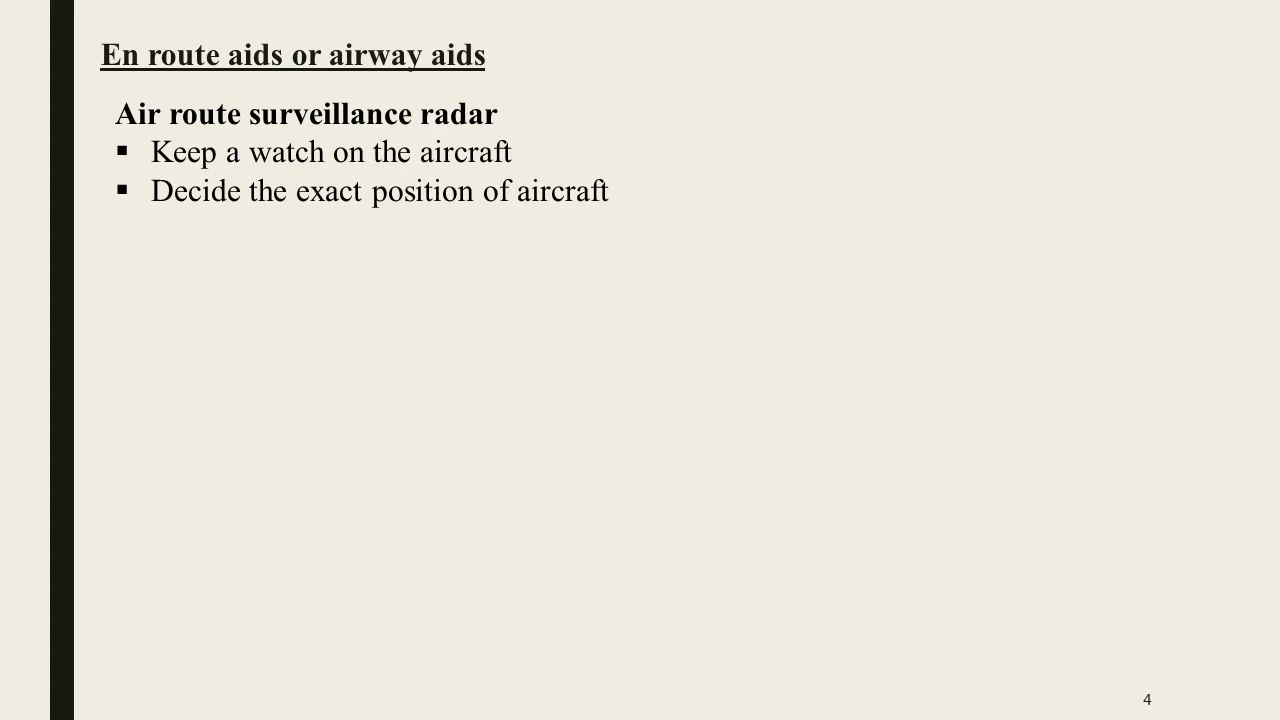 En route aids or airway aids
Air route surveillance radar
▪ Keep a watch on the aircraft
▪ Decide the exact position of aircraft
4